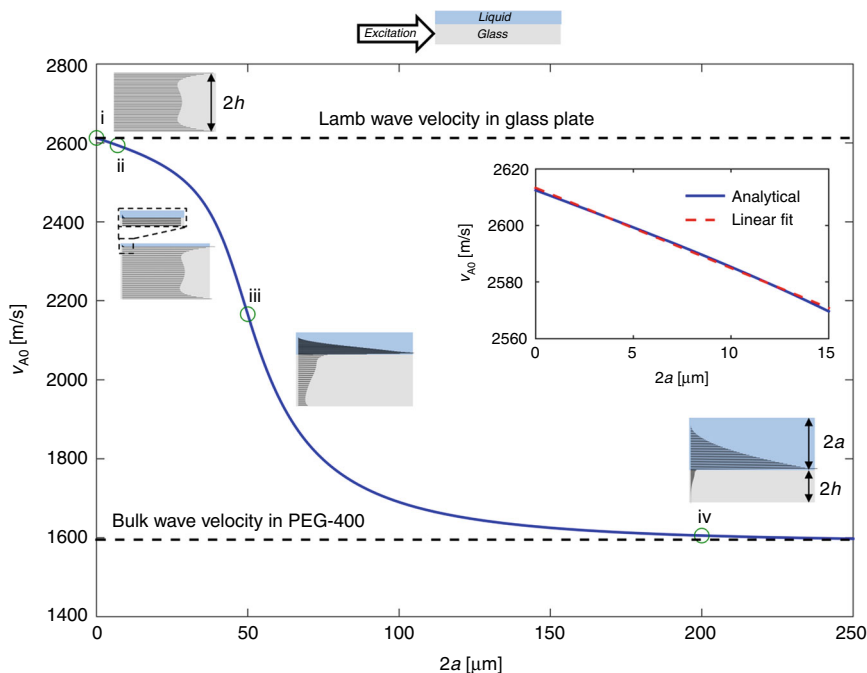 Liquid
Excitation
Glass
2800
2600
2400
2200
2000
1800
1600
1400
v_A0 [m/s]
i
ii
iii
iv
2h
Lamb wave velocity in glass plate
2620
2600
2580
2560
v_A0 [m/s]
Analytical
Linear fit
0 5 10 15
2a [μm]
2a
2h
Bulk wave velocity in PEG-400
0 50 100 150 200 250
2a [μm]